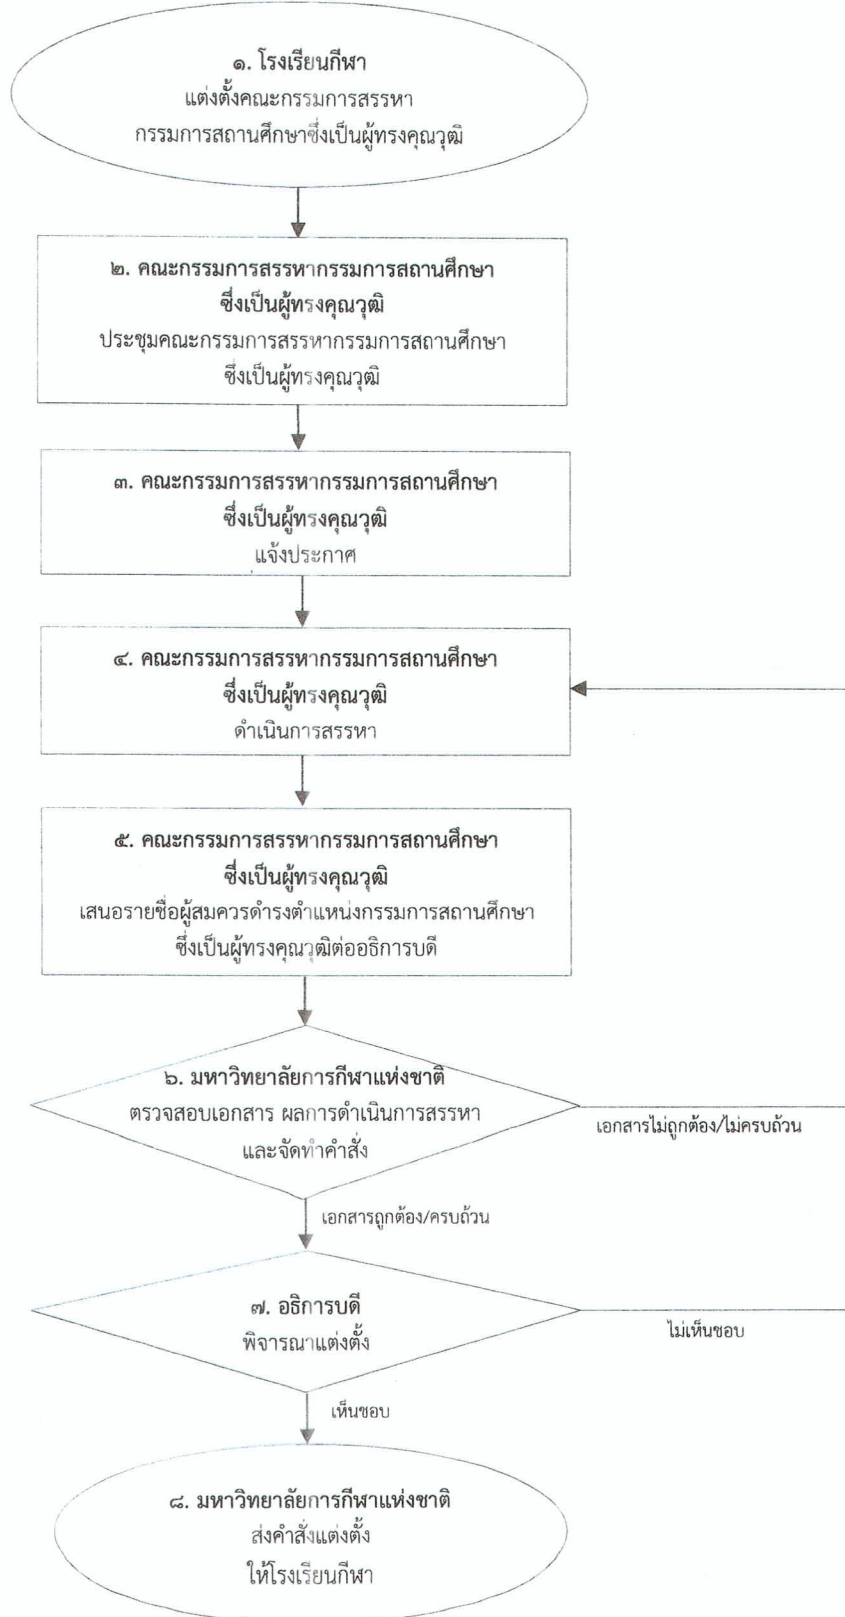 ๑. โรงเรียนกีฬา
แต่งตั้งคณะกรรมการสรรหา
กรรมการสถานศึกษาซึ่งเป็นผู้ทรงคุณวุฒิ
๒. คณะกรรมการสรรหากรรมการสถานศึกษา
ซึ่งเป็นผู้ทรงคุณวุฒิ
ประชุมคณะกรรมการสรรหากรรมการสถานศึกษา
ซึ่งเป็นผู้ทรงคุณวุฒิ
๓. คณะกรรมการสรรหากรรมการสถานศึกษา
ซึ่งเป็นผู้ทรงคุณวุฒิ
แจ้งประกาศ
๔. คณะกรรมการสรรหากรรมการสถานศึกษา
ซึ่งเป็นผู้ทรงคุณวุฒิ
ดำเนินการสรรหา
๕. คณะกรรมการสรรหากรรมการสถานศึกษา
ซึ่งเป็นผู้ทรงคุณวุฒิ
เสนอรายชื่อผู้สมควรดำรงตำแหน่งกรรมการสถานศึกษา
ซึ่งเป็นผู้ทรงคุณวุฒิต่ออธิการบดี
๖. มหาวิทยาลัยการกีฬาแห่งชาติ
ตรวจสอบเอกสาร ผลการดำเนินการสรรหา
และจัดทำคำสั่ง
เอกสารไม่ถูกต้อง/ไม่ครบถ้วน
เอกสารถูกต้อง/ครบถ้วน
๗. อธิการบดี
พิจารณาแต่งตั้ง
ไม่เห็นชอบ
เห็นชอบ
๘. มหาวิทยาลัยการกีฬาแห่งชาติ
ส่งคำสั่งแต่งตั้ง
ให้โรงเรียนกีฬา